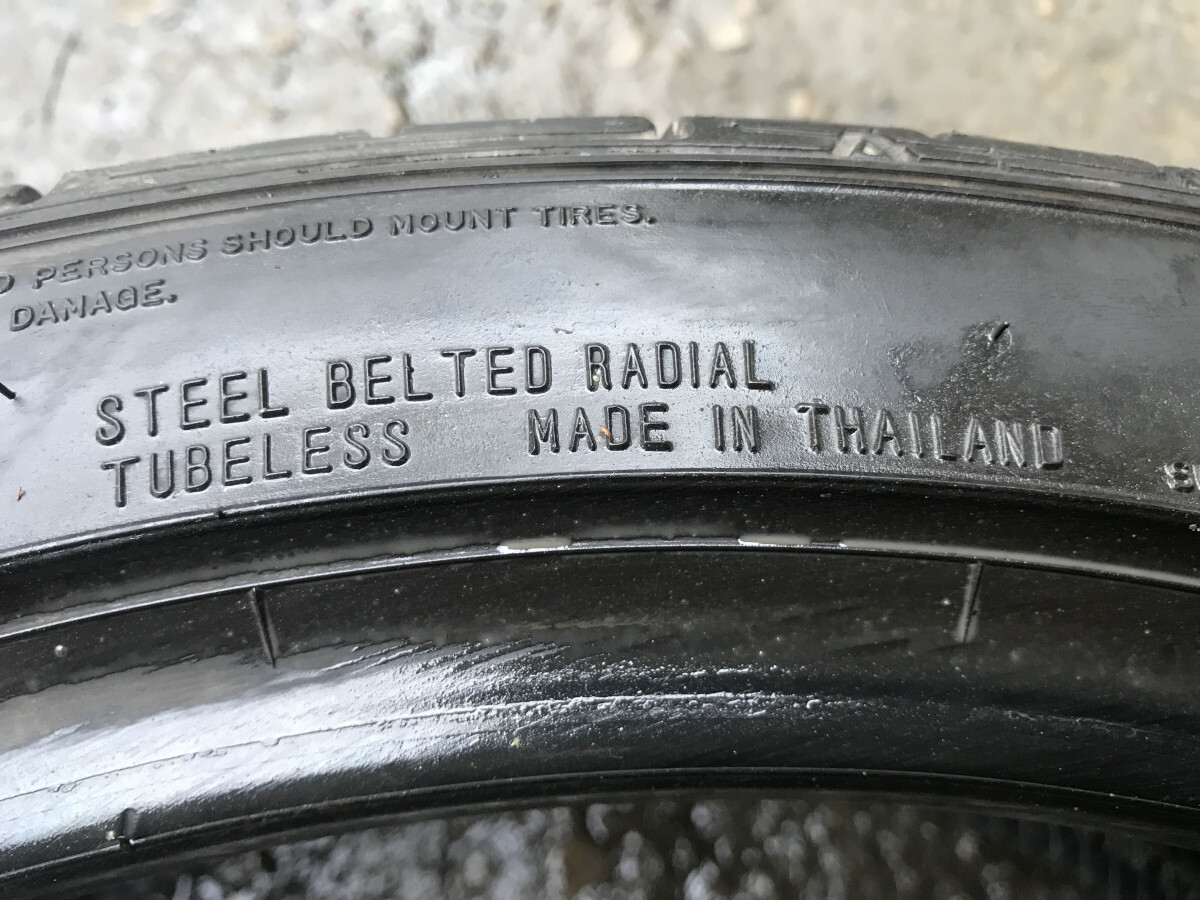 PERSONS SHOULD MOUNT TIRES.
DAMAGE.
STEEL BELTED RADIAL
TUBELESS MADE IN THAILAND